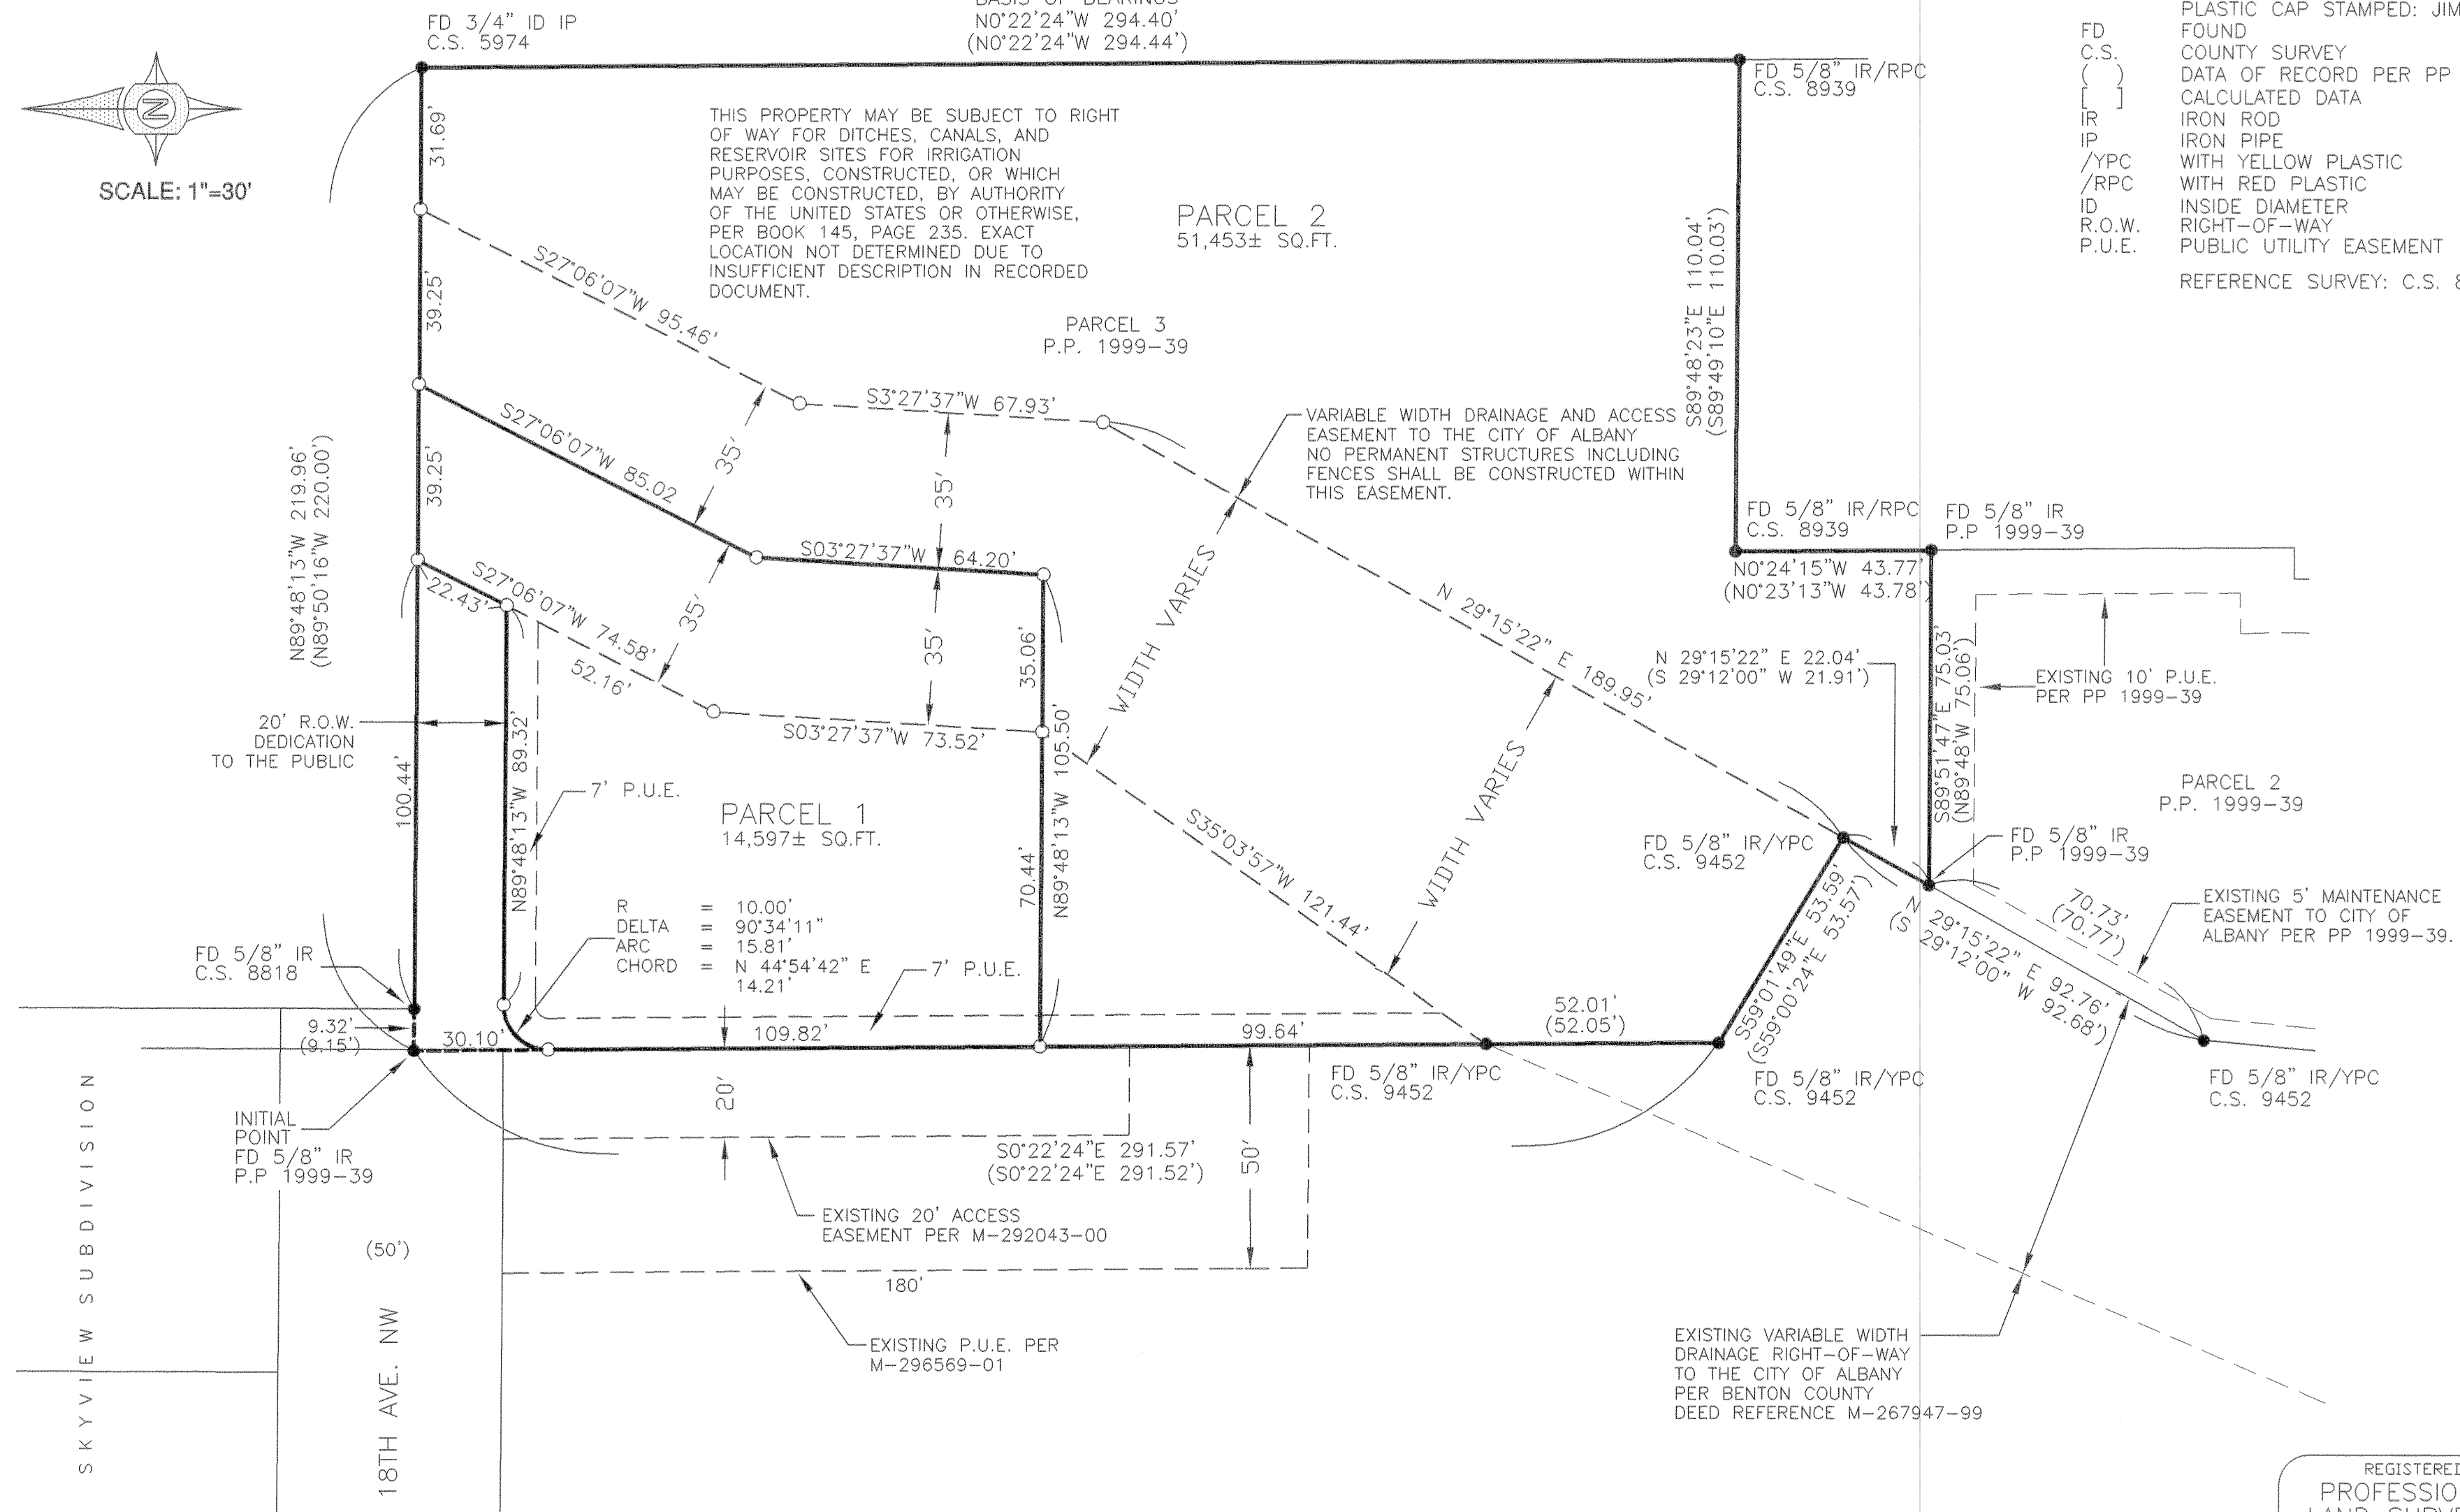 BASIS OF BEARINGS
N0°22'24"W 294.40'
(N0°22'24"W 294.44')
FD 3/4" ID IP
C.S. 5974
N
SCALE: 1"=30'
FD 5/8" IR/RPC
C.S. 8939
PLASTIC CAP STAMPED: JIM
FD FOUND
C.S. COUNTY SURVEY
( ) DATA OF RECORD PER PP
[ ] CALCULATED DATA
IR IRON ROD
IP IRON PIPE
/YPC WITH YELLOW PLASTIC
/RPC WITH RED PLASTIC
ID INSIDE DIAMETER
R.O.W. RIGHT-OF-WAY
P.U.E. PUBLIC UTILITY EASEMENT
REFERENCE SURVEY: C.S.
THIS PROPERTY MAY BE SUBJECT TO RIGHT
OF WAY FOR DITCHES, CANALS, AND
RESERVOIR SITES FOR IRRIGATION
PURPOSES, CONSTRUCTED, OR WHICH
MAY BE CONSTRUCTED, BY AUTHORITY
OF THE UNITED STATES OR OTHERWISE,
PER BOOK 145, PAGE 235. EXACT
LOCATION NOT DETERMINED DUE TO
INSUFFICIENT DESCRIPTION IN RECORDED
DOCUMENT.
PARCEL 2
51,453± SQ.FT.
PARCEL 3
P.P. 1999-39
31.69'
39.25'
39.25'
S27°06'07"W 95.46'
S3°27'37"W 67.93'
S27°06'07"W 85.02
35'
35'
S03°27'37"W 64.20'
S89°48'23"E 110.04'
(S89°49'10"E 110.03')
VARIABLE WIDTH DRAINAGE AND ACCESS
EASEMENT TO THE CITY OF ALBANY
NO PERMANENT STRUCTURES INCLUDING
FENCES SHALL BE CONSTRUCTED WITHIN
THIS EASEMENT.
N89°48'13"W 219.96'
(N89°50'16"W 220.00')
FD 5/8" IR/RPC
C.S. 8939
FD 5/8" IR
P.P 1999-39
N0°24'15"W 43.77'
(N0°23'13"W 43.78')
S27°06'07"W 74.58'
22.43'
52.16'
35'
35'
35.06'
S03°27'37"W 73.52'
WIDTH VARIES
N 29°15'22" E 189.95'
N 29°15'22" E 22.04'
(S 29°12'00" W 21.91')
EXISTING 10' P.U.E.
PER PP 1999-39
S89°51'47"E 75.03'
(N89°48'W 75.06')
20' R.O.W.
DEDICATION
TO THE PUBLIC
100.44'
N89°48'13"W 89.32'
7' P.U.E.
PARCEL 1
14,597± SQ.FT.
70.44'
N89°48'13"W 105.50'
S35°03'57"W 121.44'
WIDTH VARIES
PARCEL 2
P.P. 1999-39
FD 5/8" IR/YPC
C.S. 9452
FD 5/8" IR
P.P 1999-39
R = 10.00'
DELTA = 90°34'11"
ARC = 15.81'
CHORD = N 44°54'42" E
14.21'
7' P.U.E.
70.73'
(70.77')
EXISTING 5' MAINTENANCE
EASEMENT TO CITY OF
ALBANY PER PP 1999-39.
N 29°15'22" E 92.76'
(S 29°12'00" W 92.68')
S59°01'49"E 53.59'
(S59°00'24"E 53.57')
FD 5/8" IR
C.S. 8818
9.32'
(9.15')
30.10'
109.82'
99.64'
52.01'
(52.05')
FD 5/8" IR/YPC
C.S. 9452
FD 5/8" IR/YPC
C.S. 9452
FD 5/8" IR/YPC
C.S. 9452
INITIAL
POINT
FD 5/8" IR
P.P 1999-39
20'
S0°22'24"E 291.57'
(S0°22'24"E 291.52')
50'
EXISTING 20' ACCESS
EASEMENT PER M-292043-00
180'
EXISTING P.U.E. PER
M-296569-01
SKYVIEW SUBDIVISION
(50')
18TH AVE. NW
EXISTING VARIABLE WIDTH
DRAINAGE RIGHT-OF-WAY
TO THE CITY OF ALBANY
PER BENTON COUNTY
DEED REFERENCE M-267947-99
REGISTERED
PROFESSIO
LAND SURVE